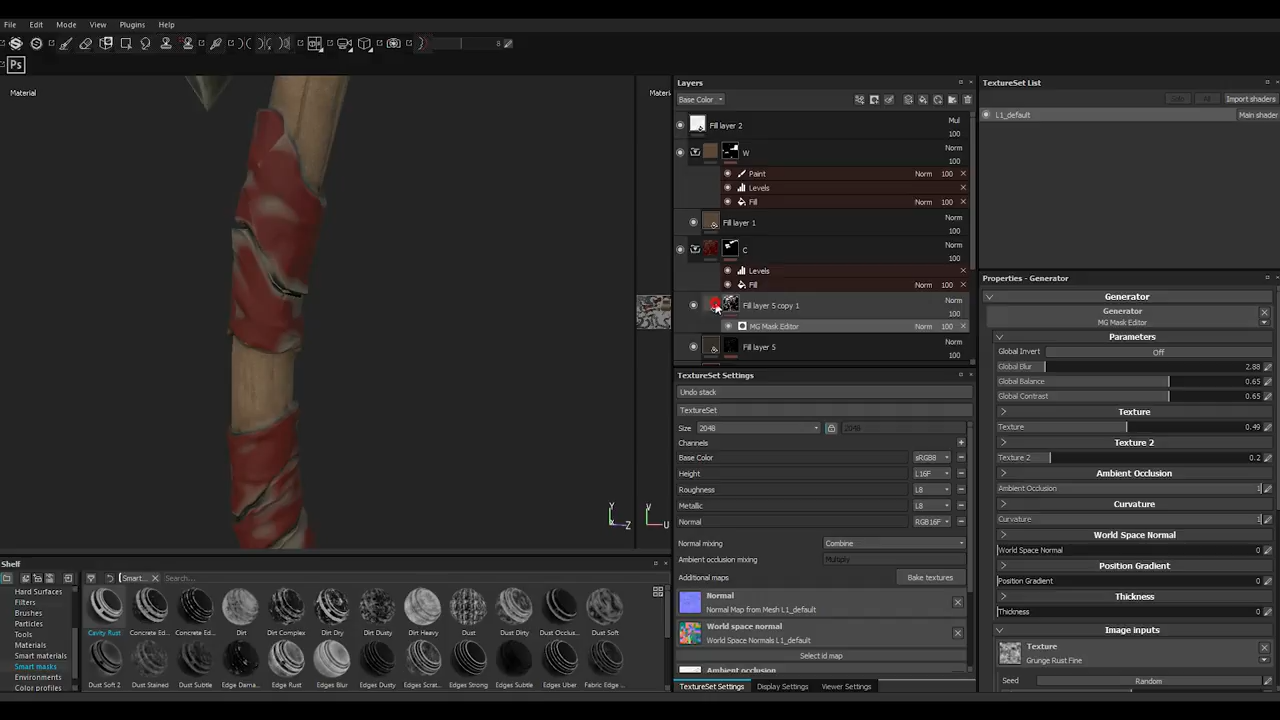 File Edit Mode View Plugins Help
8
Ps
Material
Material
Y
Z
V
U
Layers
Base Color
Fill layer 2 Mul 100
W Norm 100
Paint Norm 100
Levels Norm
Fill Norm 100
Fill layer 1 Norm 100
C Norm 100
Levels Norm
Fill Norm 100
Fill layer 5 copy 1 Norm 100
MG Mask Editor Norm 100
Fill layer 5 Norm 100
TextureSet Settings
Undo stack
TextureSet
Size 2048 2048
Channels
Base Color sRGB8
Height L16F
Roughness L8
Metallic L8
Normal RGB16F
Normal mixing Combine
Ambient occlusion mixing Multiply
Additional maps Bake textures
Normal
Normal Map from Mesh L1_default
World space normal
World Space Normals L1_default
Select id map
Ambient occlusion
TextureSet Settings Display Settings Viewer Settings
TextureSet List
Solo All Import shaders
L1_default Main shader
Properties - Generator
Generator
Generator
MG Mask Editor
Parameters
Global Invert Off
Global Blur 2.88
Global Balance 0.65
Global Contrast 0.65
Texture
Texture 0.49
Texture 2
Texture 2 0.2
Ambient Occlusion
Ambient Occlusion 1
Curvature
Curvature 1
World Space Normal
World Space Normal 0
Position Gradient
Position Gradient 0
Thickness
Thickness 0
Image inputs
Texture
Grunge Rust Fine
Seed Random
Shelf
Smart... Search...
Hard Surfaces
Filters
Brushes
Particles
Tools
Materials
Smart materials
Smart masks
Environments
Color profiles
Cavity Rust Concrete Ed... Concrete Ed... Dirt Dirt Complex Dirt Dry Dirt Dusty Dirt Heavy Dust Dust Dirty Dust Occlus... Dust Soft
Dust Soft 2 Dust Stained Dust Subtle Edge Dama... Edge Rust Edges Blur Edges Dusty Edges Scrat... Edges Strong Edges Subtle Edges Uber Fabric Edge ...